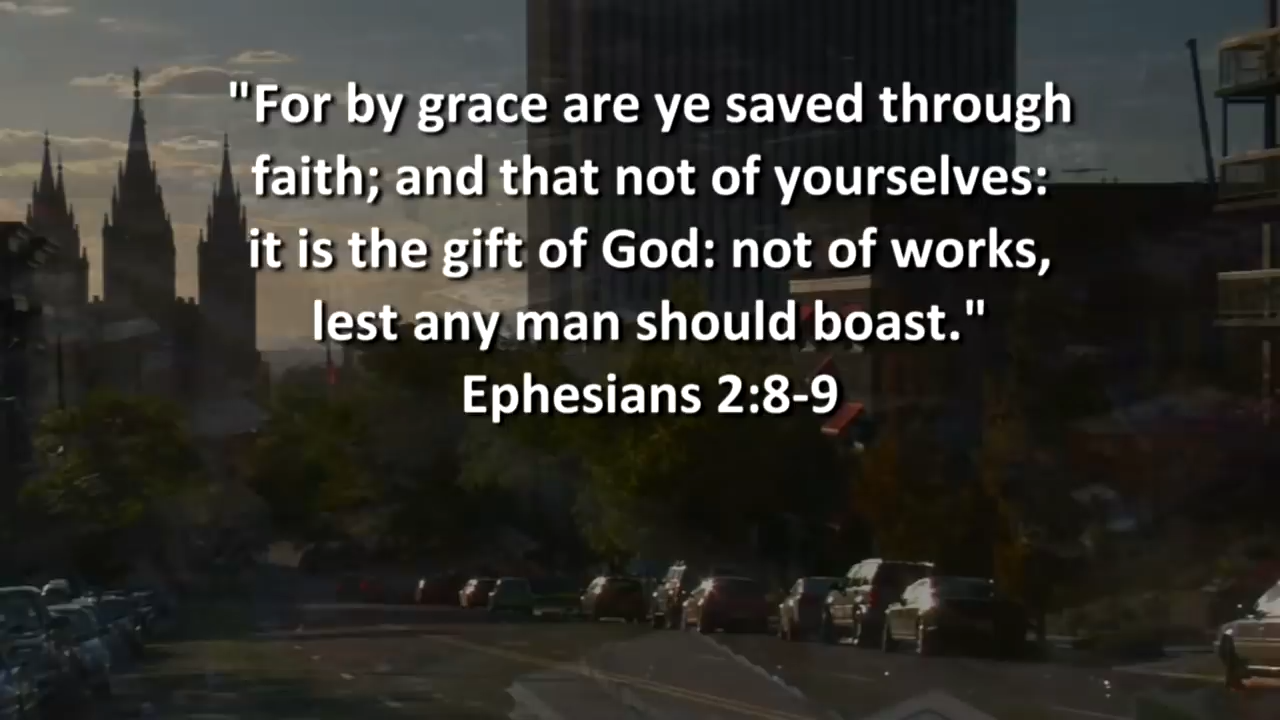 "For by grace are ye saved through
faith; and that not of yourselves:
it is the gift of God: not of works,
lest any man should boast."
Ephesians 2:8-9